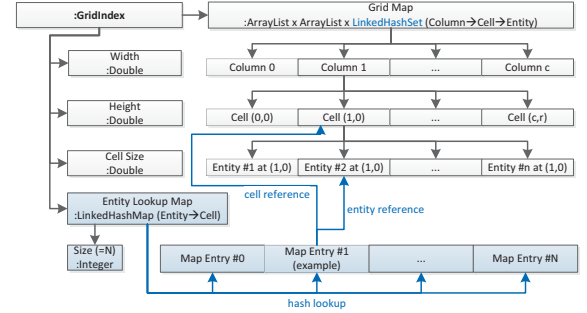 :GridIndex
Grid Map
:ArrayList x ArrayList x LinkedHashSet (Column→Cell→Entity)
Width
:Double
Column 0
Column 1
...
Column c
Height
:Double
Cell (0,0)
Cell (1,0)
...
Cell (c,r)
Cell Size
:Double
Entity #1 at (1,0)
Entity #2 at (1,0)
...
Entity #n at (1,0)
cell reference
entity reference
Entity Lookup Map
:LinkedHashMap (Entity→Cell)
Size (=N)
:Integer
Map Entry #0
Map Entry #1
(example)
...
Map Entry #N
hash lookup